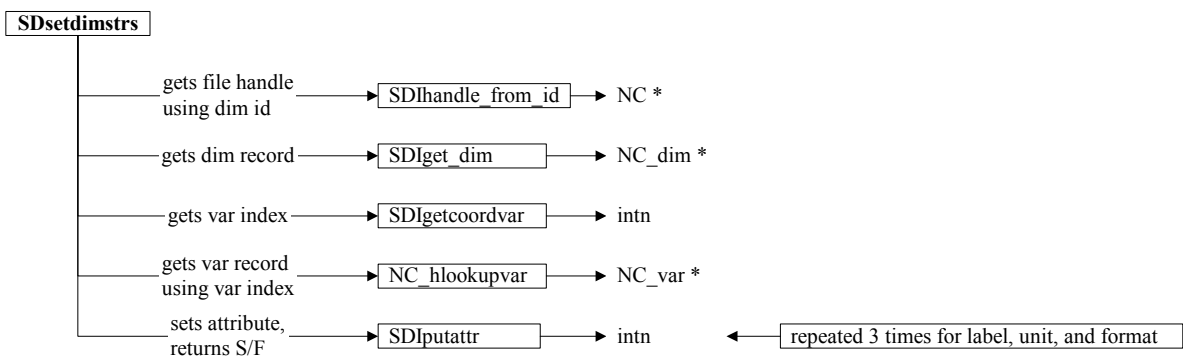 SDsetdimstrs
gets file handle
using dim id
SDIhandle_from_id
NC *
gets dim record
SDIget_dim
NC_dim *
gets var index
SDIgetcoordvar
intn
gets var record
using var index
NC_hlookupvar
NC_var *
sets attribute,
returns S/F
SDIputattr
intn
repeated 3 times for label, unit, and format